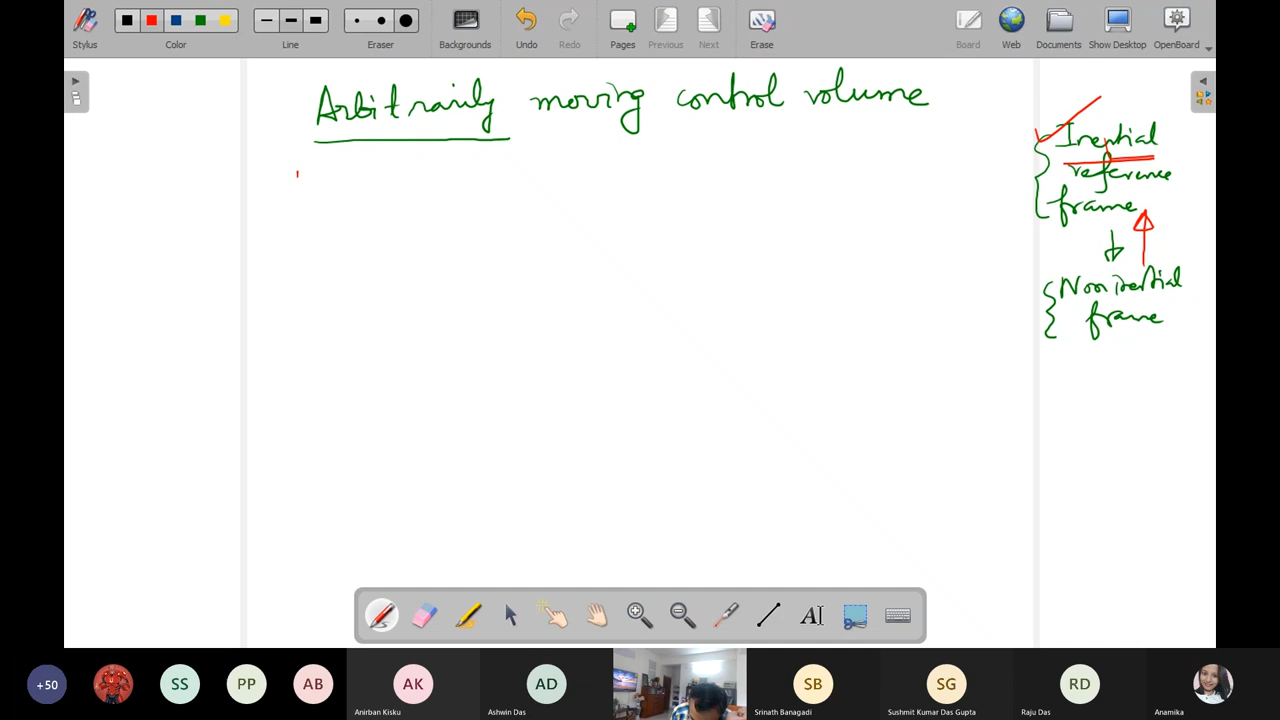 Stylus
Color
Line
Eraser
Backgrounds
Undo
Redo
Pages
Previous
Next
Erase
Board
Web
Documents
Show Desktop
OpenBoard
Arbitrarily moving control volume
Inertial
reference
frame
Noninertial
frame
+50
SS
PP
AB
AK
AD
SB
SG
RD
Anirban Kisku
Ashwin Das
Srinath Banagadi
Sushmit Kumar Das Gupta
Raju Das
Anamika